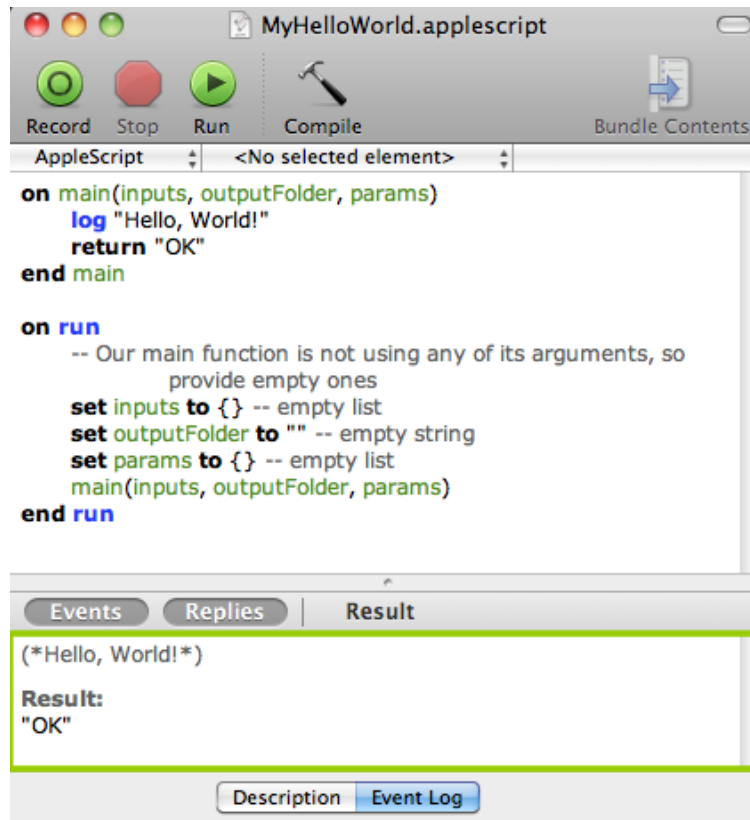 MyHelloWorld.applescript
Record Stop Run Compile Bundle Contents
AppleScript <No selected element>
on main(inputs, outputFolder, params)
log "Hello, World!"
return "OK"
end main
on run
-- Our main function is not using any of its arguments, so
provide empty ones
set inputs to {} -- empty list
set outputFolder to "" -- empty string
set params to {} -- empty list
main(inputs, outputFolder, params)
end run
Events Replies Result
(*Hello, World!*)
Result:
"OK"
Description Event Log